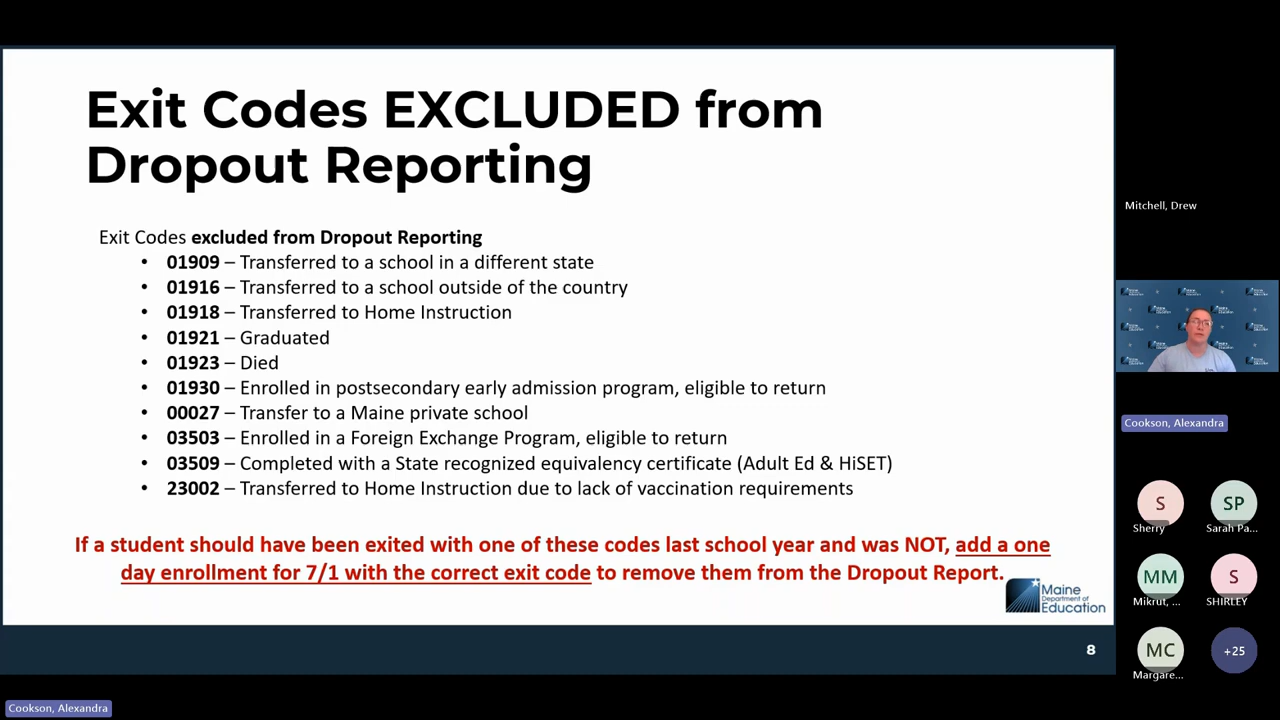 Exit Codes EXCLUDED from
Dropout Reporting
Exit Codes excluded from Dropout Reporting
• 01909 – Transferred to a school in a different state
• 01916 – Transferred to a school outside of the country
• 01918 – Transferred to Home Instruction
• 01921 – Graduated
• 01923 – Died
• 01930 – Enrolled in postsecondary early admission program, eligible to return
• 00027 – Transfer to a Maine private school
• 03503 – Enrolled in a Foreign Exchange Program, eligible to return
• 03509 – Completed with a State recognized equivalency certificate (Adult Ed & HiSET)
• 23002 – Transferred to Home Instruction due to lack of vaccination requirements
If a student should have been exited with one of these codes last school year and was NOT, add a one
day enrollment for 7/1 with the correct exit code to remove them from the Dropout Report.
Maine
Department of
Education
8
Cookson, Alexandra
Mitchell, Drew
Cookson, Alexandra
S
SP
Sherry
Sarah Pa...
MM
S
Mikrut, ...
SHIRLEY
MC
+25
Margare...